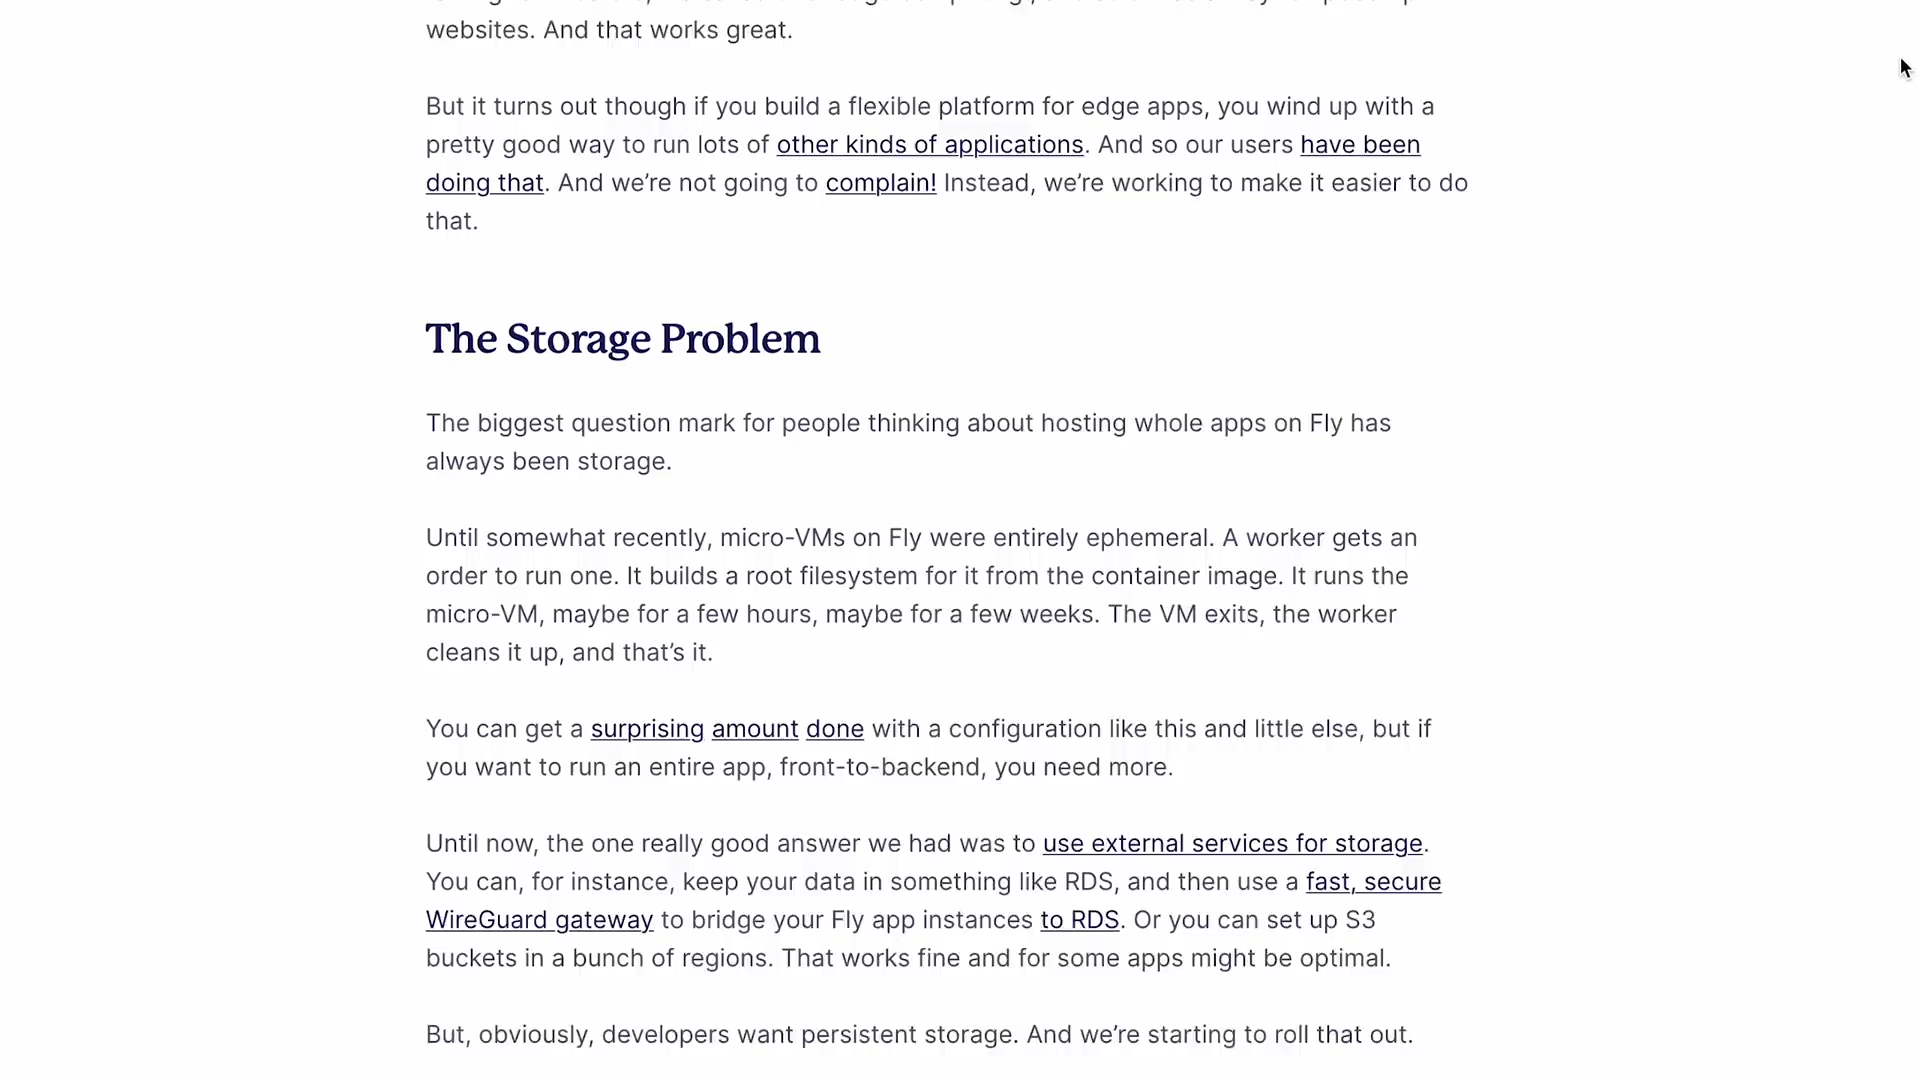 websites. And that works great.
But it turns out though if you build a flexible platform for edge apps, you wind up with a
pretty good way to run lots of other kinds of applications. And so our users have been
doing that. And we’re not going to complain! Instead, we’re working to make it easier to do
that.
The Storage Problem
The biggest question mark for people thinking about hosting whole apps on Fly has
always been storage.
Until somewhat recently, micro-VMs on Fly were entirely ephemeral. A worker gets an
order to run one. It builds a root filesystem for it from the container image. It runs the
micro-VM, maybe for a few hours, maybe for a few weeks. The VM exits, the worker
cleans it up, and that’s it.
You can get a surprising amount done with a configuration like this and little else, but if
you want to run an entire app, front-to-backend, you need more.
Until now, the one really good answer we had was to use external services for storage.
You can, for instance, keep your data in something like RDS, and then use a fast, secure
WireGuard gateway to bridge your Fly app instances to RDS. Or you can set up S3
buckets in a bunch of regions. That works fine and for some apps might be optimal.
But, obviously, developers want persistent storage. And we’re starting to roll that out.